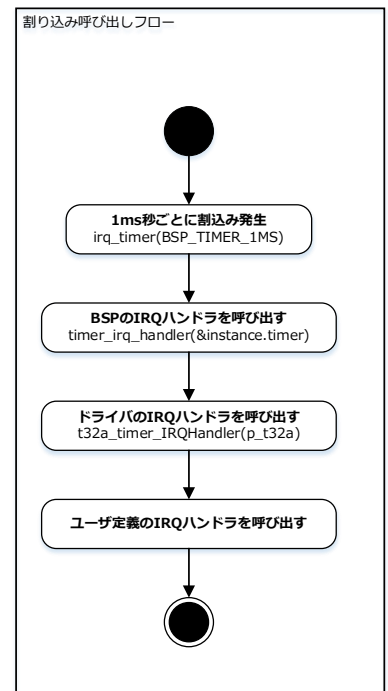 割り込み呼び出しフロー
1ms秒ごとに割込み発生
irq_timer(BSP_TIMER_1MS)
BSPのIRQハンドラを呼び出す
timer_irq_handler(&instance.timer)
ドライバのIRQハンドラを呼び出す
t32a_timer_IRQHandler(p_t32a)
ユーザ定義のIRQハンドラを呼び出す